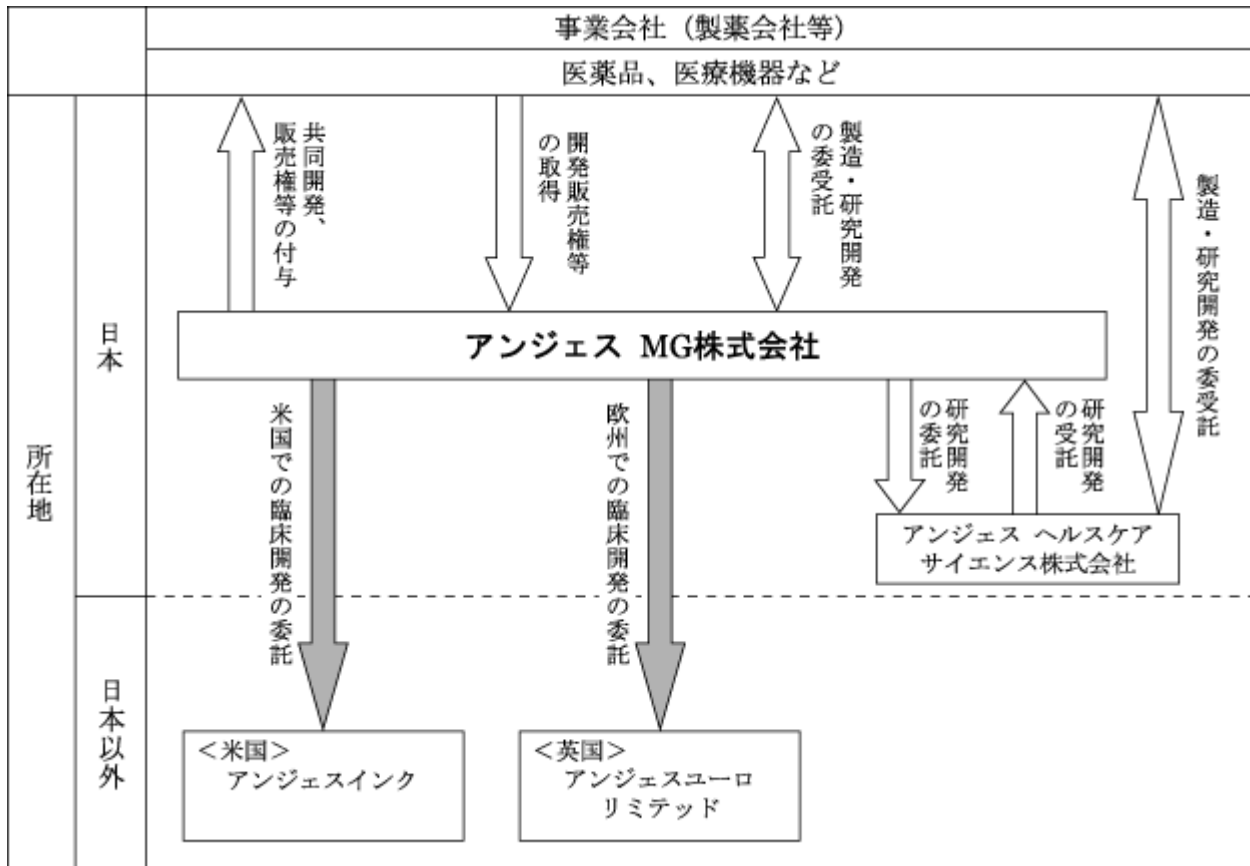 事業会社（製薬会社等）
医薬品、医療機器など
所在地
日本
共同開発、
販売権等の付与
開発販売権等
の取得
製造・研究開発
の委受託
製造・研究開発の委受託
アンジェス MG株式会社
米国での臨床開発の委託
欧州での臨床開発の委託
研究開発
の委託
研究開発
の受託
アンジェス ヘルスケア
サイエンス株式会社
日本以外
＜米国＞
アンジェスインク
＜英国＞
アンジェスユーロ
リミテッド